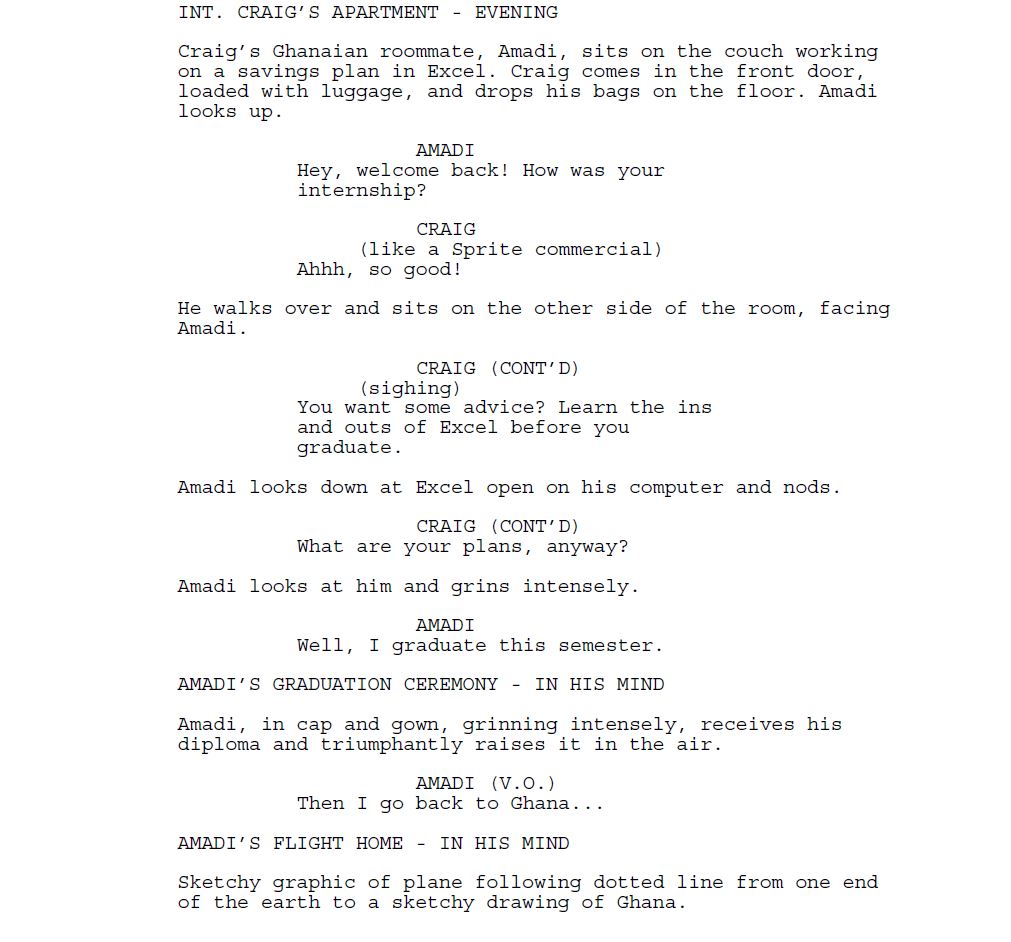 INT. CRAIG'S APARTMENT - EVENING
Craig's Ghanaian roommate, Amadi, sits on the couch working
on a savings plan in Excel. Craig comes in the front door,
loaded with luggage, and drops his bags on the floor. Amadi
looks up.
AMADI
Hey, welcome back! How was your
internship?
CRAIG
(like a Sprite commercial)
Ahhh, so good!
He walks over and sits on the other side of the room, facing
Amadi.
CRAIG (CONT'D)
(sighing)
You want some advice? Learn the ins
and outs of Excel before you
graduate.
Amadi looks down at Excel open on his computer and nods.
CRAIG (CONT'D)
What are your plans, anyway?
Amadi looks at him and grins intensely.
AMADI
Well, I graduate this semester.
AMADI'S GRADUATION CEREMONY - IN HIS MIND
Amadi, in cap and gown, grinning intensely, receives his
diploma and triumphantly raises it in the air.
AMADI (V.O.)
Then I go back to Ghana...
AMADI'S FLIGHT HOME - IN HIS MIND
Sketchy graphic of plane following dotted line from one end
of the earth to a sketchy drawing of Ghana.